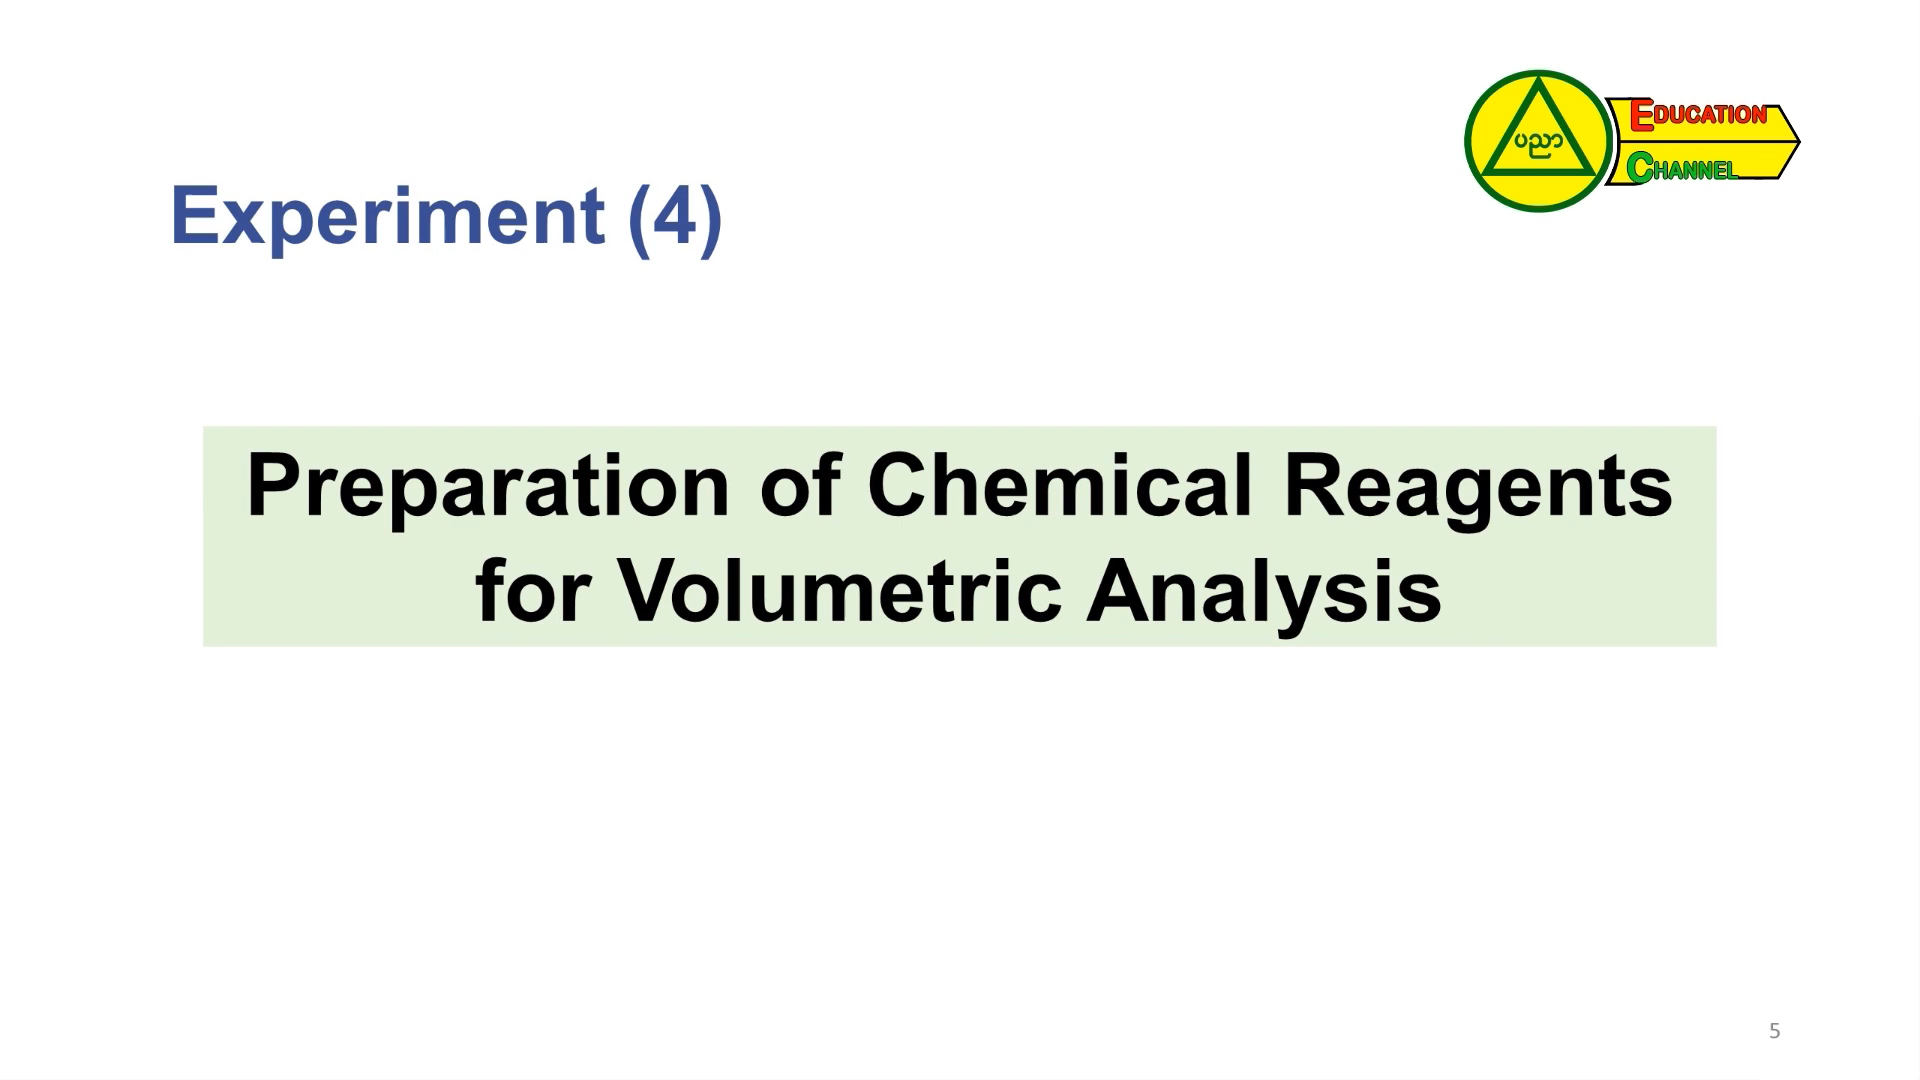 ပညာ
EDUCATION
CHANNEL
Experiment (4)
Preparation of Chemical Reagents
for Volumetric Analysis
5